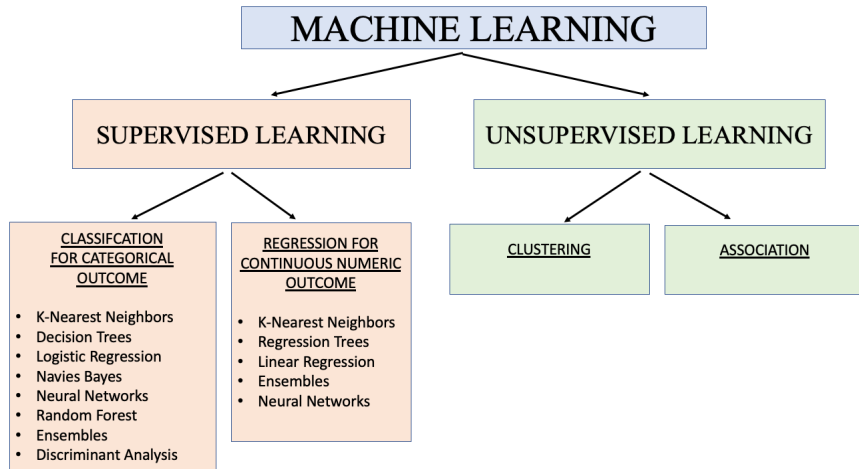 MACHINE LEARNING
SUPERVISED LEARNING
UNSUPERVISED LEARNING
CLASSIFCATION
FOR CATEGORICAL
OUTCOME
• K-Nearest Neighbors
• Decision Trees
• Logistic Regression
• Navies Bayes
• Neural Networks
• Random Forest
• Ensembles
• Discriminant Analysis
REGRESSION FOR
CONTINUOUS NUMERIC
OUTCOME
• K-Nearest Neighbors
• Regression Trees
• Linear Regression
• Ensembles
• Neural Networks
CLUSTERING
ASSOCIATION